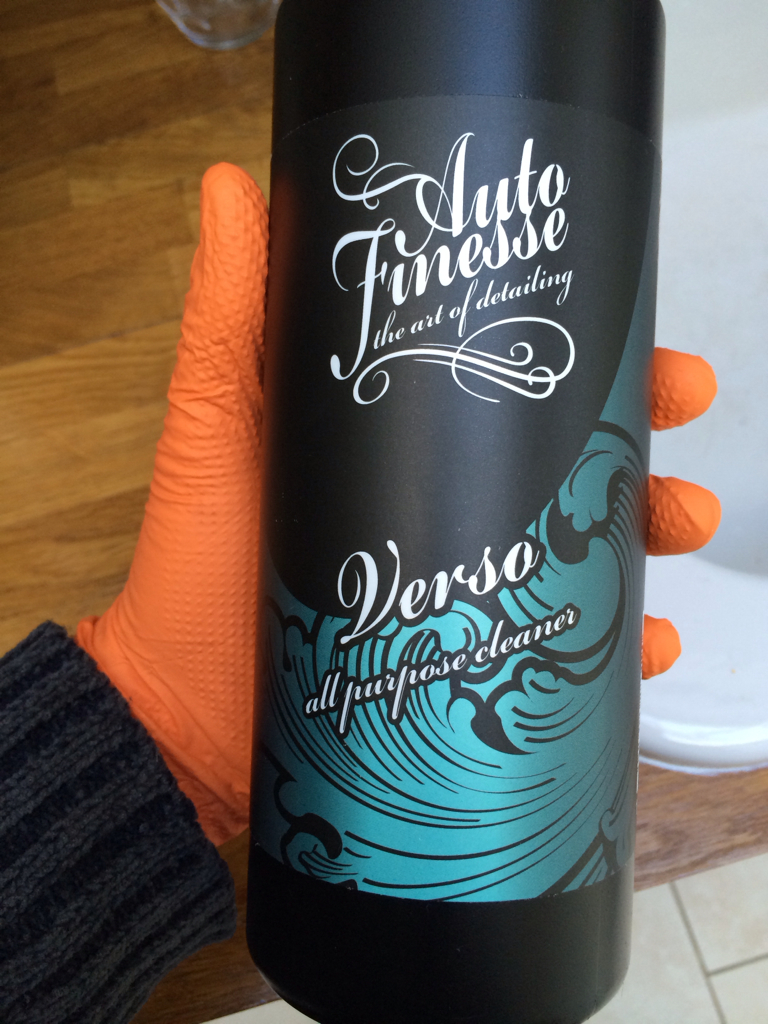 Auto
Finesse
the art of detailing
Verso
all purpose cleaner